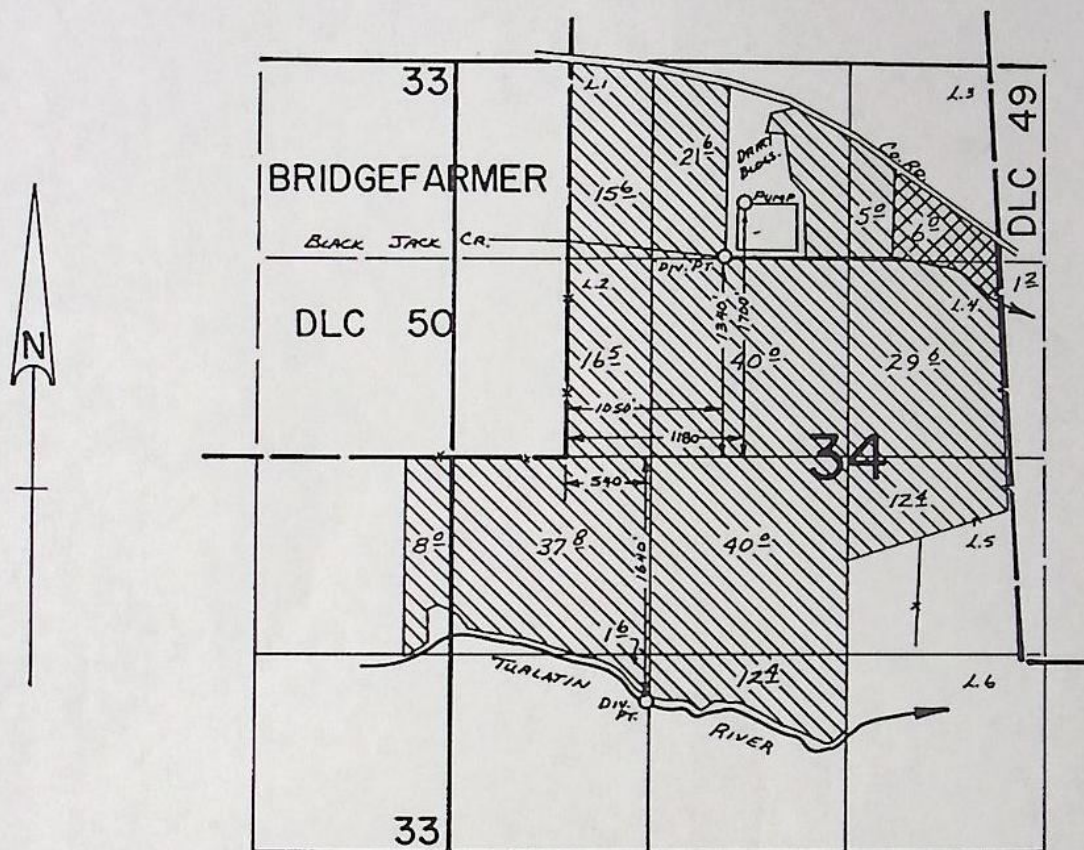 33
L.1
L.3
DLC 49
21 6
DAIRY
BLDGS.
Co. RD.
BRIDGEFARMER
15 6
PUMP
5 0
6 0
BLACK JACK CR.
DIV. PT.
L.2
1 2
L.4
DLC 50
1340'
1700'
16 5
40 0
29 6
1050'
1180
34
540
12 4
8 0
37 8
40 0
L.5
1640'
N
1 6
TUALATIN
12 4
L.6
DIV.
PT.
RIVER
33